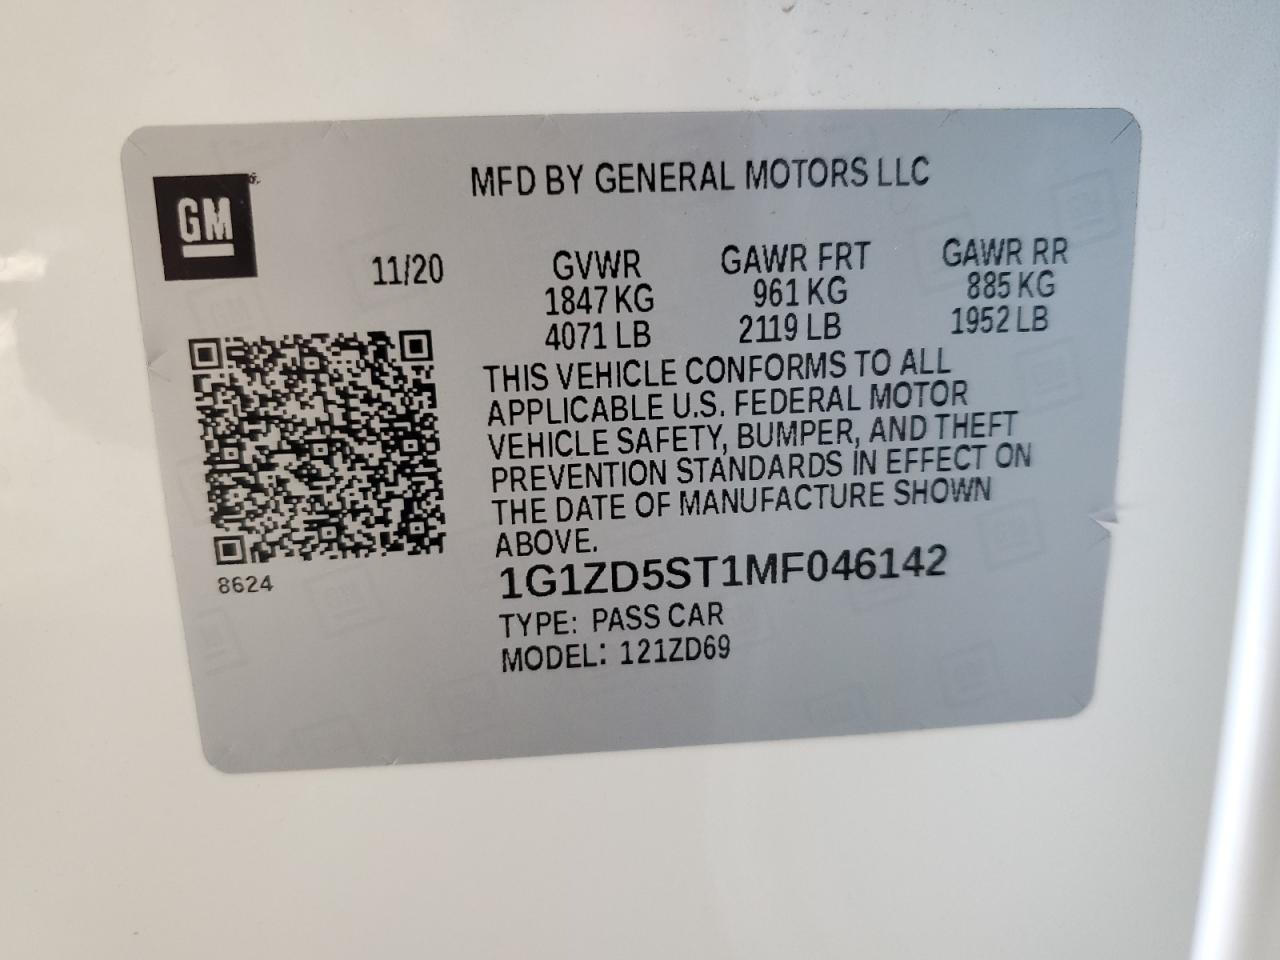 MFD BY GENERAL MOTORS LLC
GM
11/20
GVWR
1847 KG
4071 LB
GAWR FRT
961 KG
2119 LB
GAWR RR
885 KG
1952 LB
THIS VEHICLE CONFORMS TO ALL
APPLICABLE U.S. FEDERAL MOTOR
VEHICLE SAFETY, BUMPER, AND THEFT
PREVENTION STANDARDS IN EFFECT ON
THE DATE OF MANUFACTURE SHOWN
ABOVE.
8624
1G1ZD5ST1MF046142
TYPE: PASS CAR
MODEL: 121ZD69